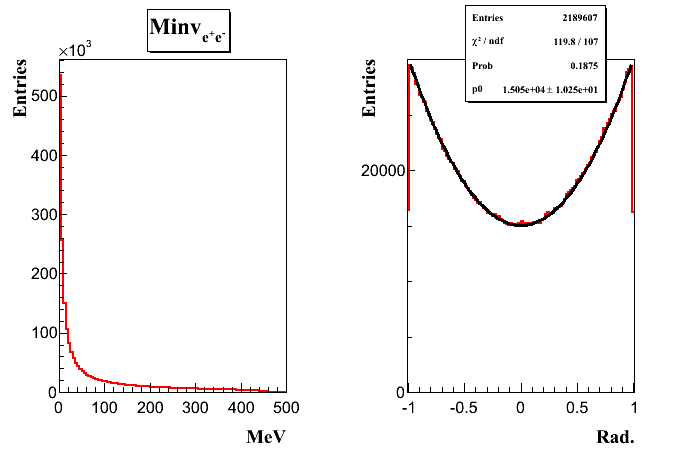 Minv e+e-
×10³
Entries
500
400
300
200
100
0
0 100 200 300 400 500
MeV
Entries 2189607
χ² / ndf 119.8 / 107
Prob 0.1875
p0 1.505e+04 ± 1.025e+01
Entries
20000
0
-1 -0.5 0 0.5 1
Rad.